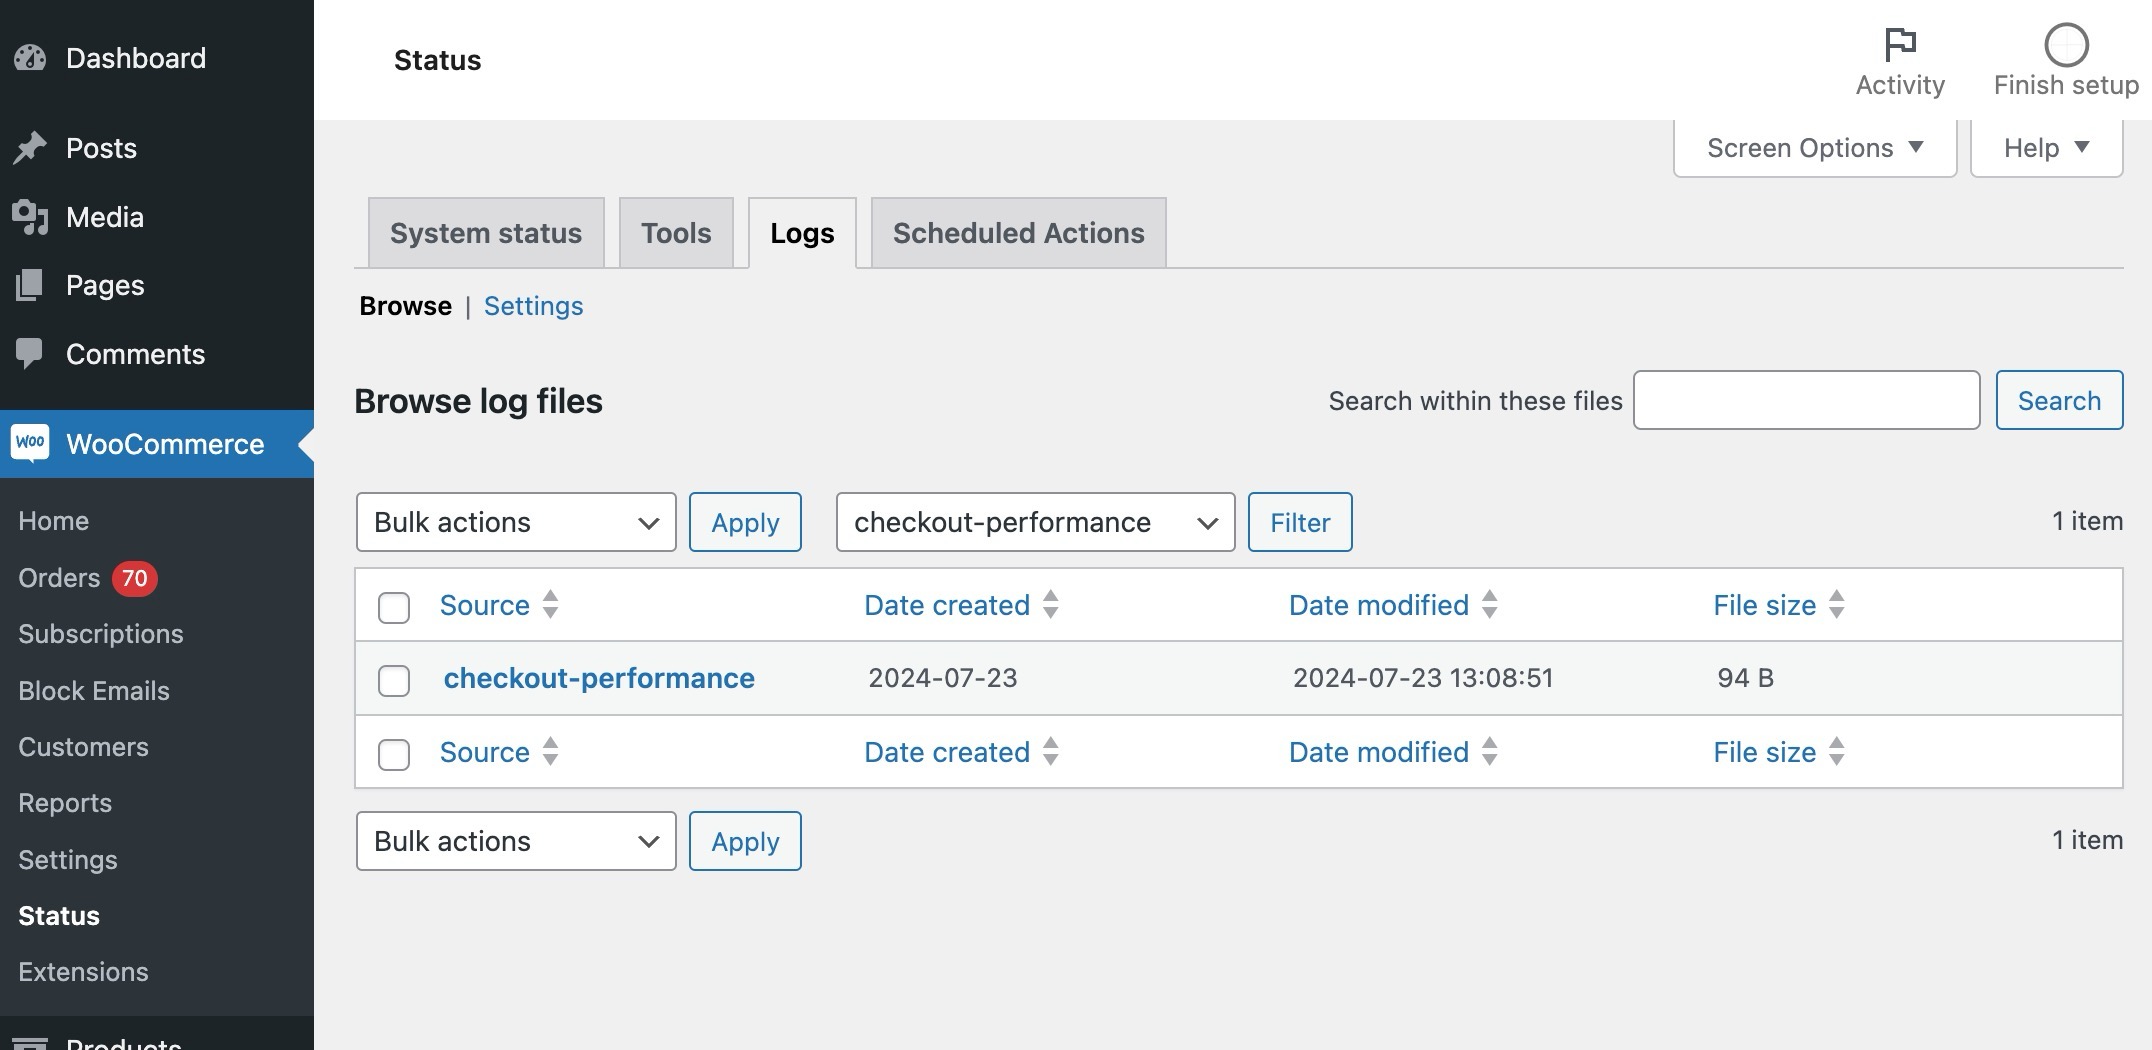 Dashboard
Posts
Media
Pages
Comments
Woo WooCommerce
Home
Orders 70
Subscriptions
Block Emails
Customers
Reports
Settings
Status
Extensions
Products
Status
Activity
Finish setup
Screen Options
Help
System status
Tools
Logs
Scheduled Actions
Browse | Settings
Browse log files
Search within these files
Search
Bulk actions Apply checkout-performance Filter 1 item
Source Date created Date modified File size
checkout-performance 2024-07-23 2024-07-23 13:08:51 94 B
Source Date created Date modified File size
Bulk actions Apply 1 item